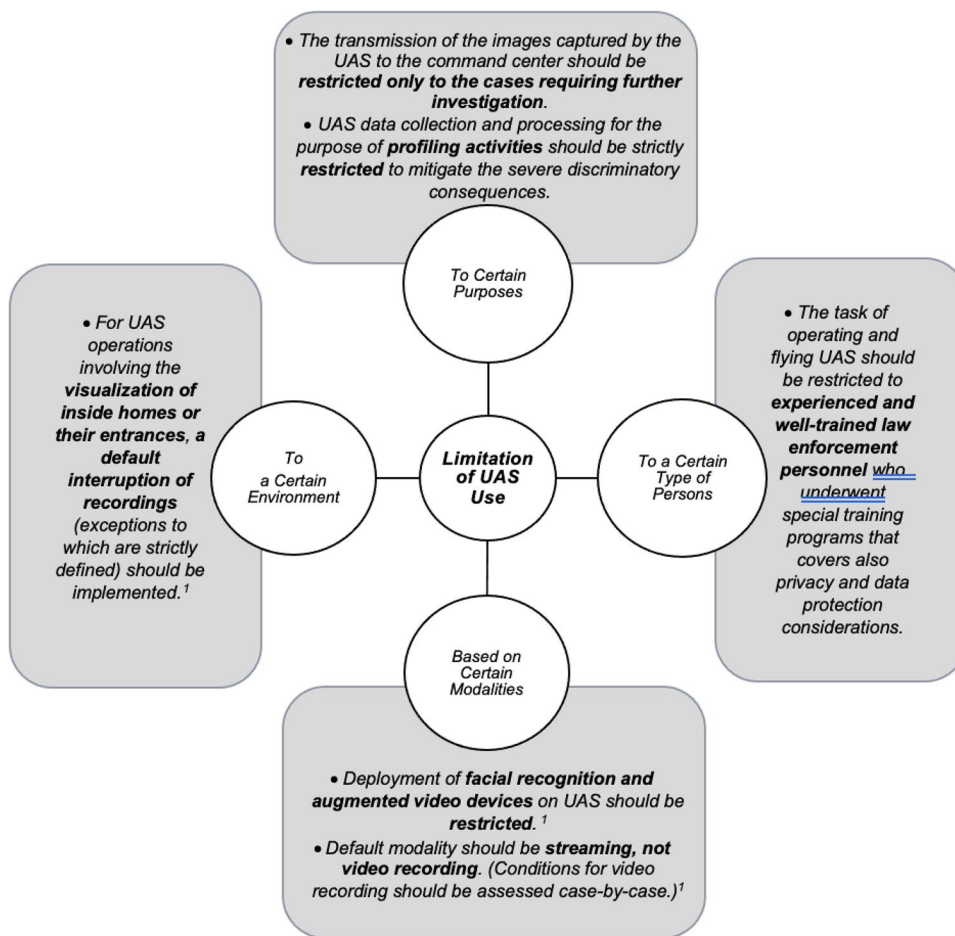 • The transmission of the images captured by the
UAS to the command center should be
restricted only to the cases requiring further
investigation.
• UAS data collection and processing for the
purpose of profiling activities should be strictly
restricted to mitigate the severe discriminatory
consequences.
To Certain
Purposes
• For UAS
operations
involving the
visualization of
inside homes or
their entrances, a
default
interruption of
recordings
(exceptions to
which are strictly
defined) should be
implemented.¹
To
a Certain
Environment
Limitation
of UAS
Use
To a Certain
Type of
Persons
• The task of
operating and
flying UAS should
be restricted to
experienced and
well-trained law
enforcement
personnel who
underwent
special training
programs that
covers also
privacy and data
protection
considerations.
Based on
Certain
Modalities
• Deployment of facial recognition and
augmented video devices on UAS should be
restricted. ¹
• Default modality should be streaming, not
video recording. (Conditions for video
recording should be assessed case-by-case.)¹